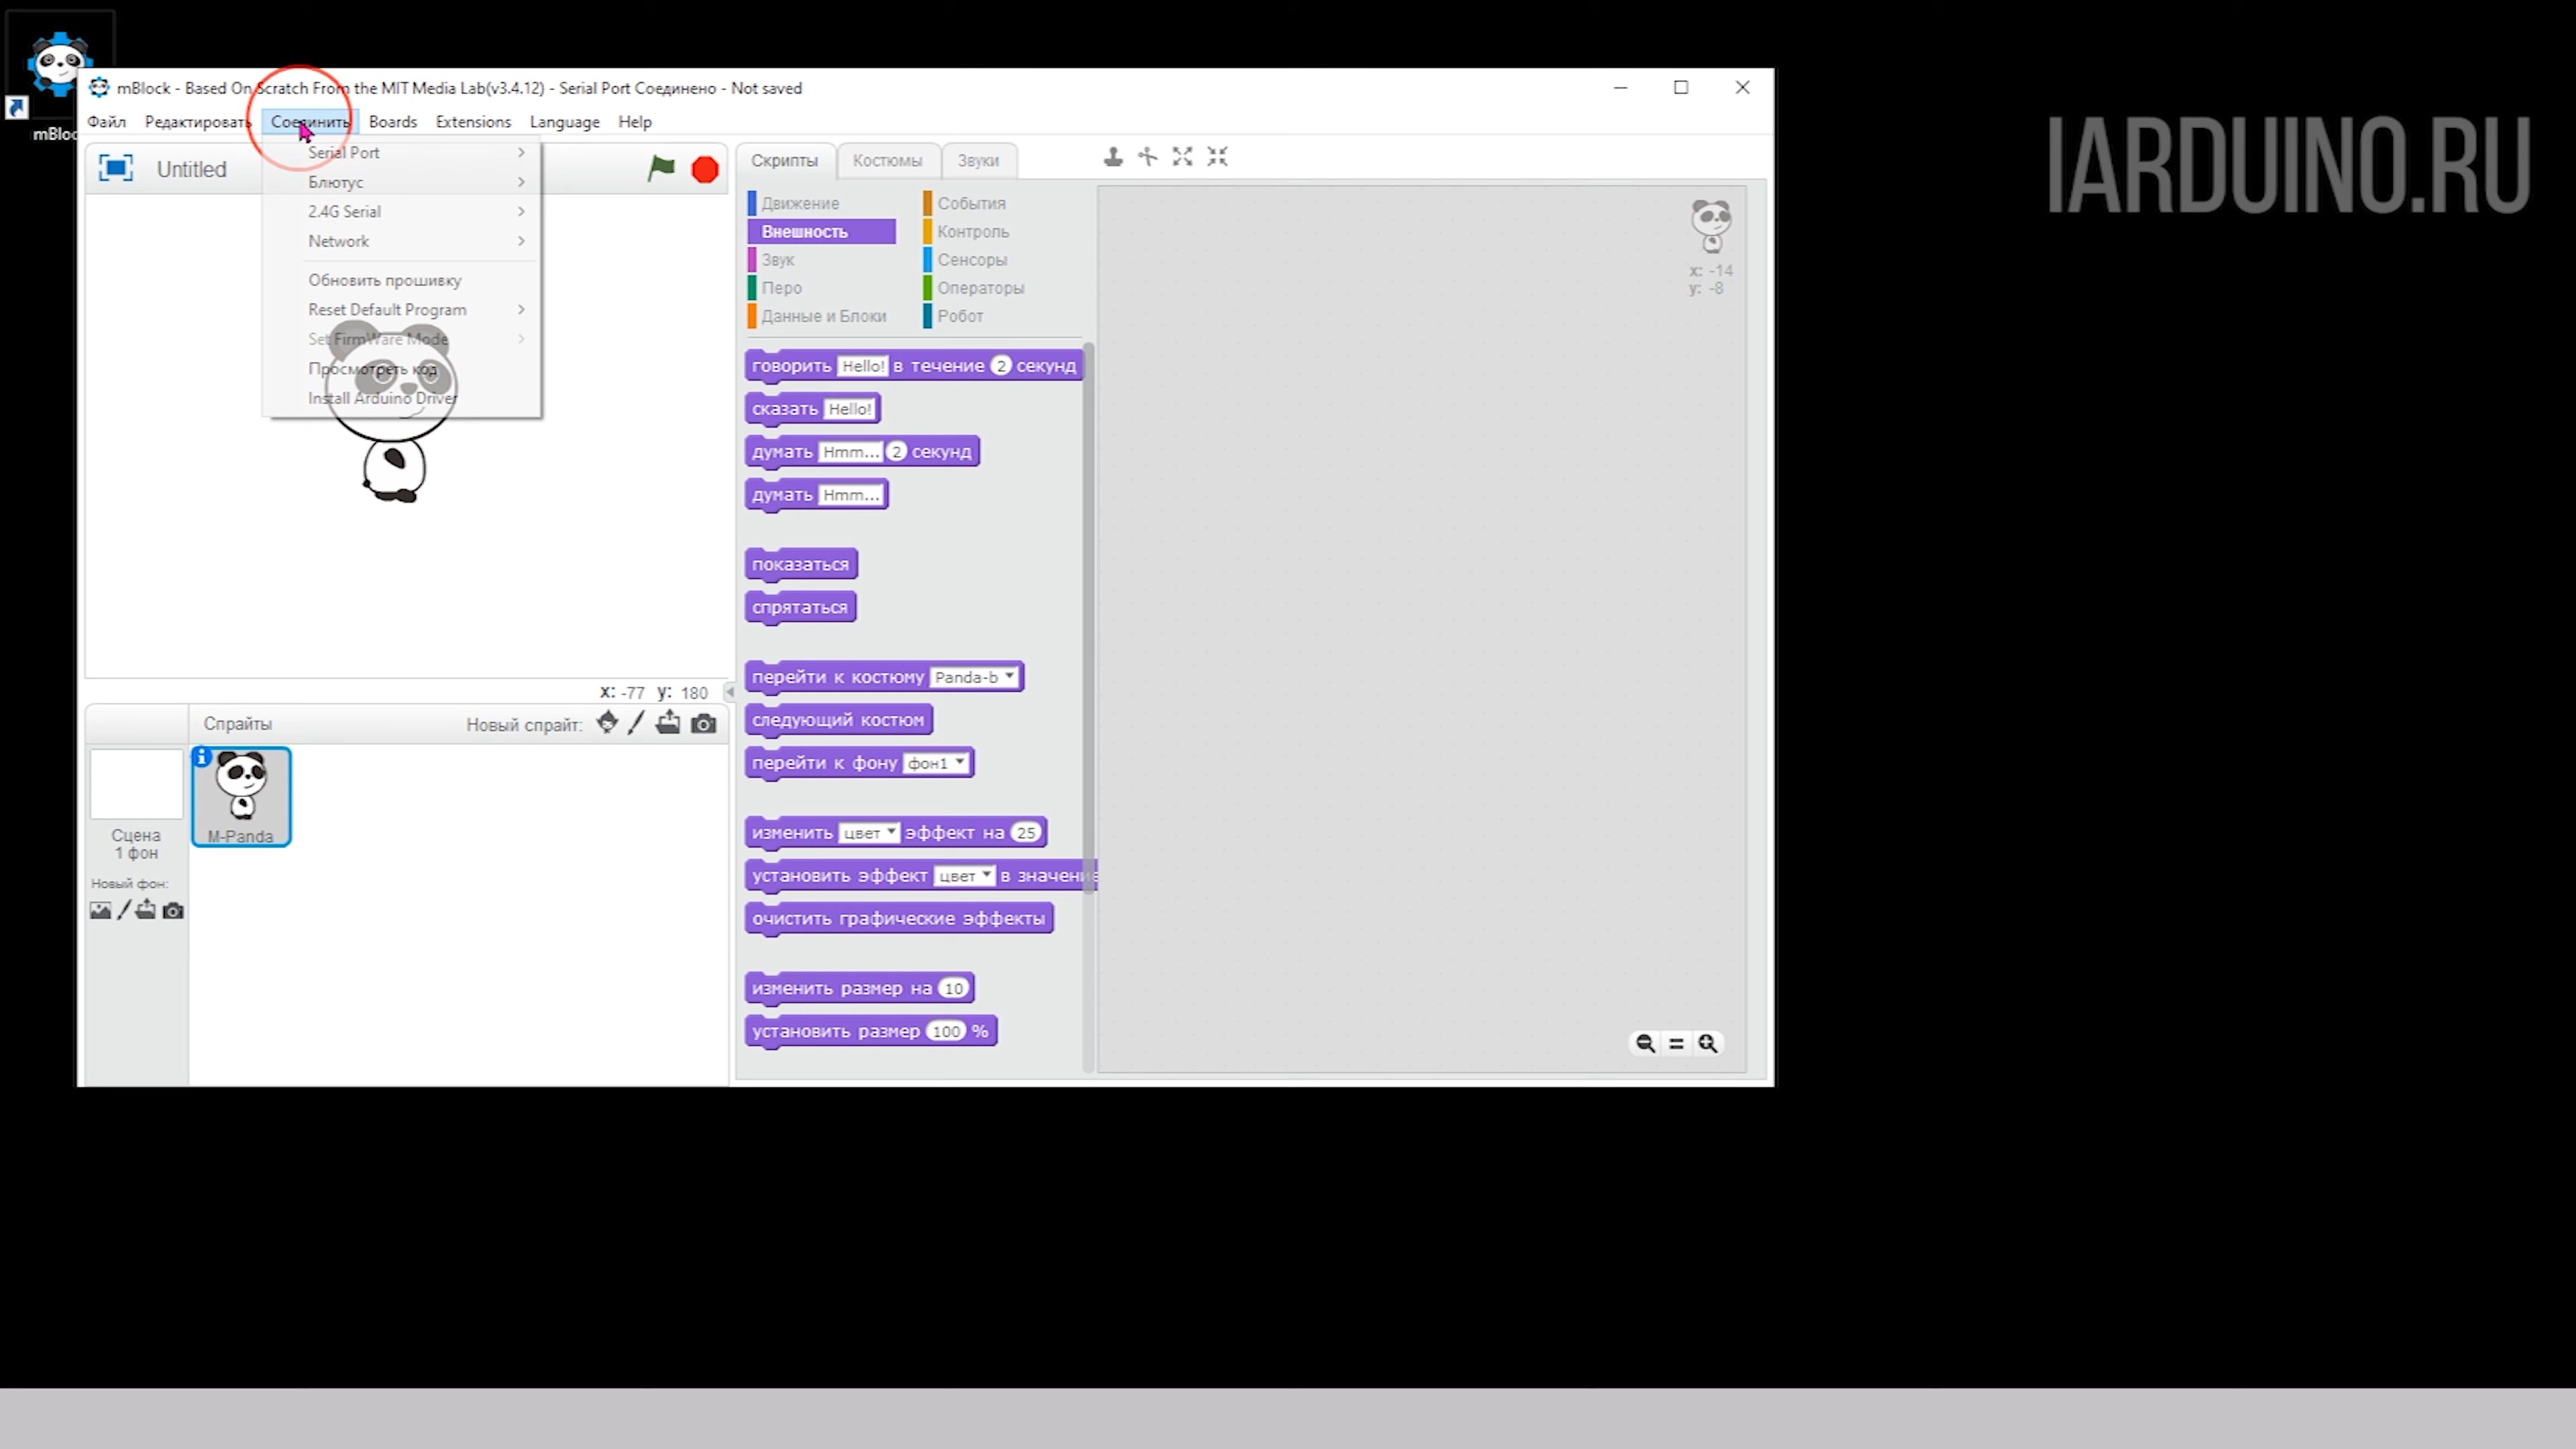 IARDUINO.RU
mBlock - Based On Scratch From the MIT Media Lab(v3.4.12) - Serial Port Соединено - Not saved
Файл Редактировать Соединить Boards Extensions Language Help
Untitled
Serial Port
Блютус
2.4G Serial
Network
Обновить прошивку
Reset Default Program
Set FirmWare Mode
Просмотреть код
Install Arduino Driver
x: -77 y: 180
Спрайты
Новый спрайт:
M-Panda
Сцена
1 фон
Новый фон:
Скрипты Костюмы Звуки
Движение События
Внешность Контроль
Звук Сенсоры
Перо Операторы
Данные и Блоки Робот
говорить Hello! в течение 2 секунд
сказать Hello!
думать Hmm... 2 секунд
думать Hmm...
показаться
спрятаться
перейти к костюму Panda-b
следующий костюм
перейти к фону фон1
изменить цвет эффект на 25
установить эффект цвет в
очистить графические эффекты
изменить размер на 10
установить размер 100 %
x: -14
y: -8